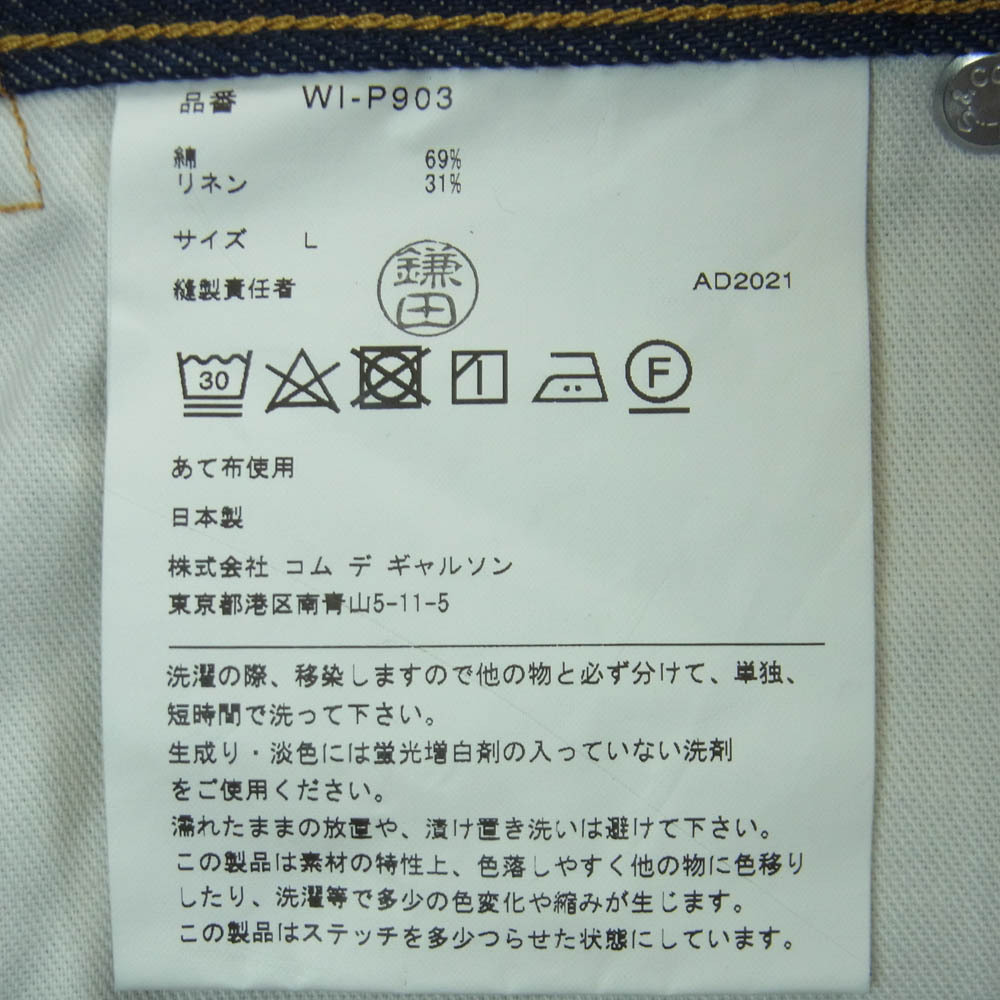 品番 WI-P903
綿 69%
リネン 31%
サイズ L
縫製責任者 鎌田 AD2021
30 F
あて布使用
日本製
株式会社 コム デ ギャルソン
東京都港区南青山5-11-5
洗濯の際、移染しますので他の物と必ず分けて、単独、
短時間で洗って下さい。
生成り・淡色には蛍光増白剤の入っていない洗剤
をご使用ください。
濡れたままの放置や、漬け置き洗いは避けて下さい。
この製品は素材の特性上、色落しやすく他の物に色移り
したり、洗濯等で多少の色変化や縮みが生じます。
この製品はステッチを多少つらせた状態にしています。